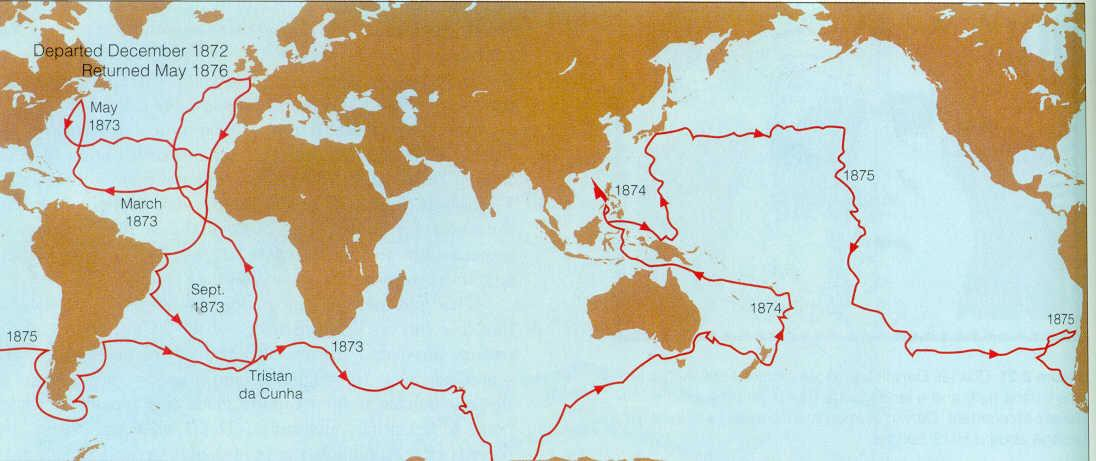 Departed December 1872
Returned May 1876
May
1873
March
1873
Sept.
1873
1875
Tristan
da Cunha
1873
1874
1874
1875
1875